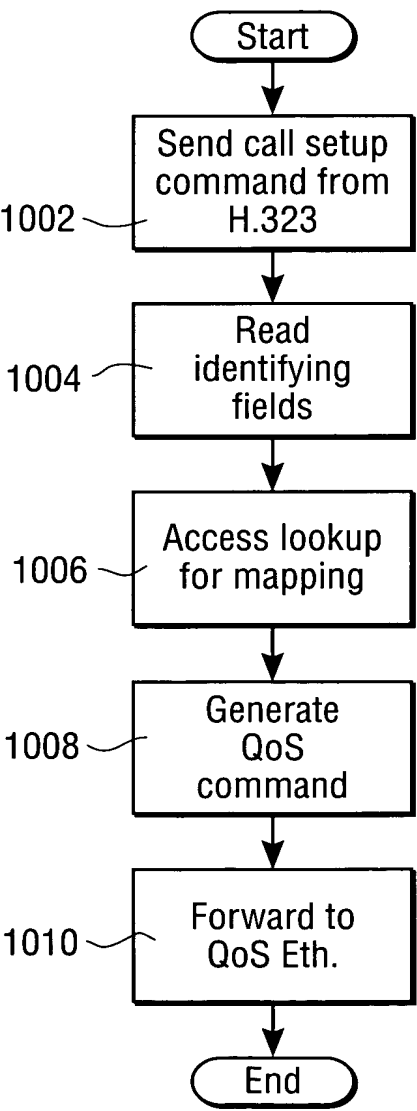 Start
Send call setup
command from
H.323
1002
Read
identifying
fields
1004
Access lookup
for mapping
1006
Generate
QoS
command
1008
Forward to
QoS Eth.
1010
End